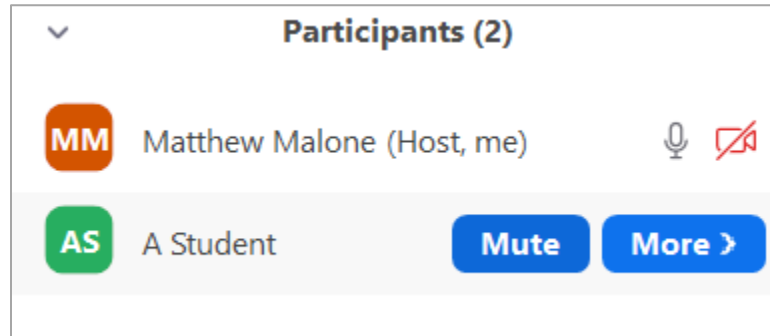 Participants (2)
MM Matthew Malone (Host, me)
AS A Student Mute More >